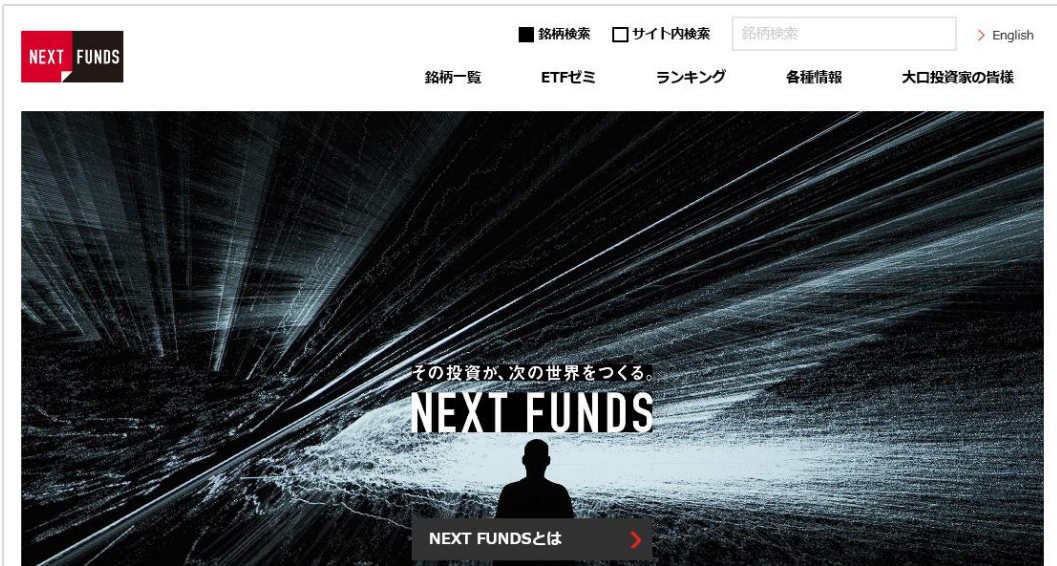 NEXT FUNDS
銘柄検索 サイト内検索 銘柄検索 English
銘柄一覧 ETFゼミ ランキング 各種情報 大口投資家の皆様
その投資が、次の世界をつくる。
NEXT FUNDS
NEXT FUNDSとは